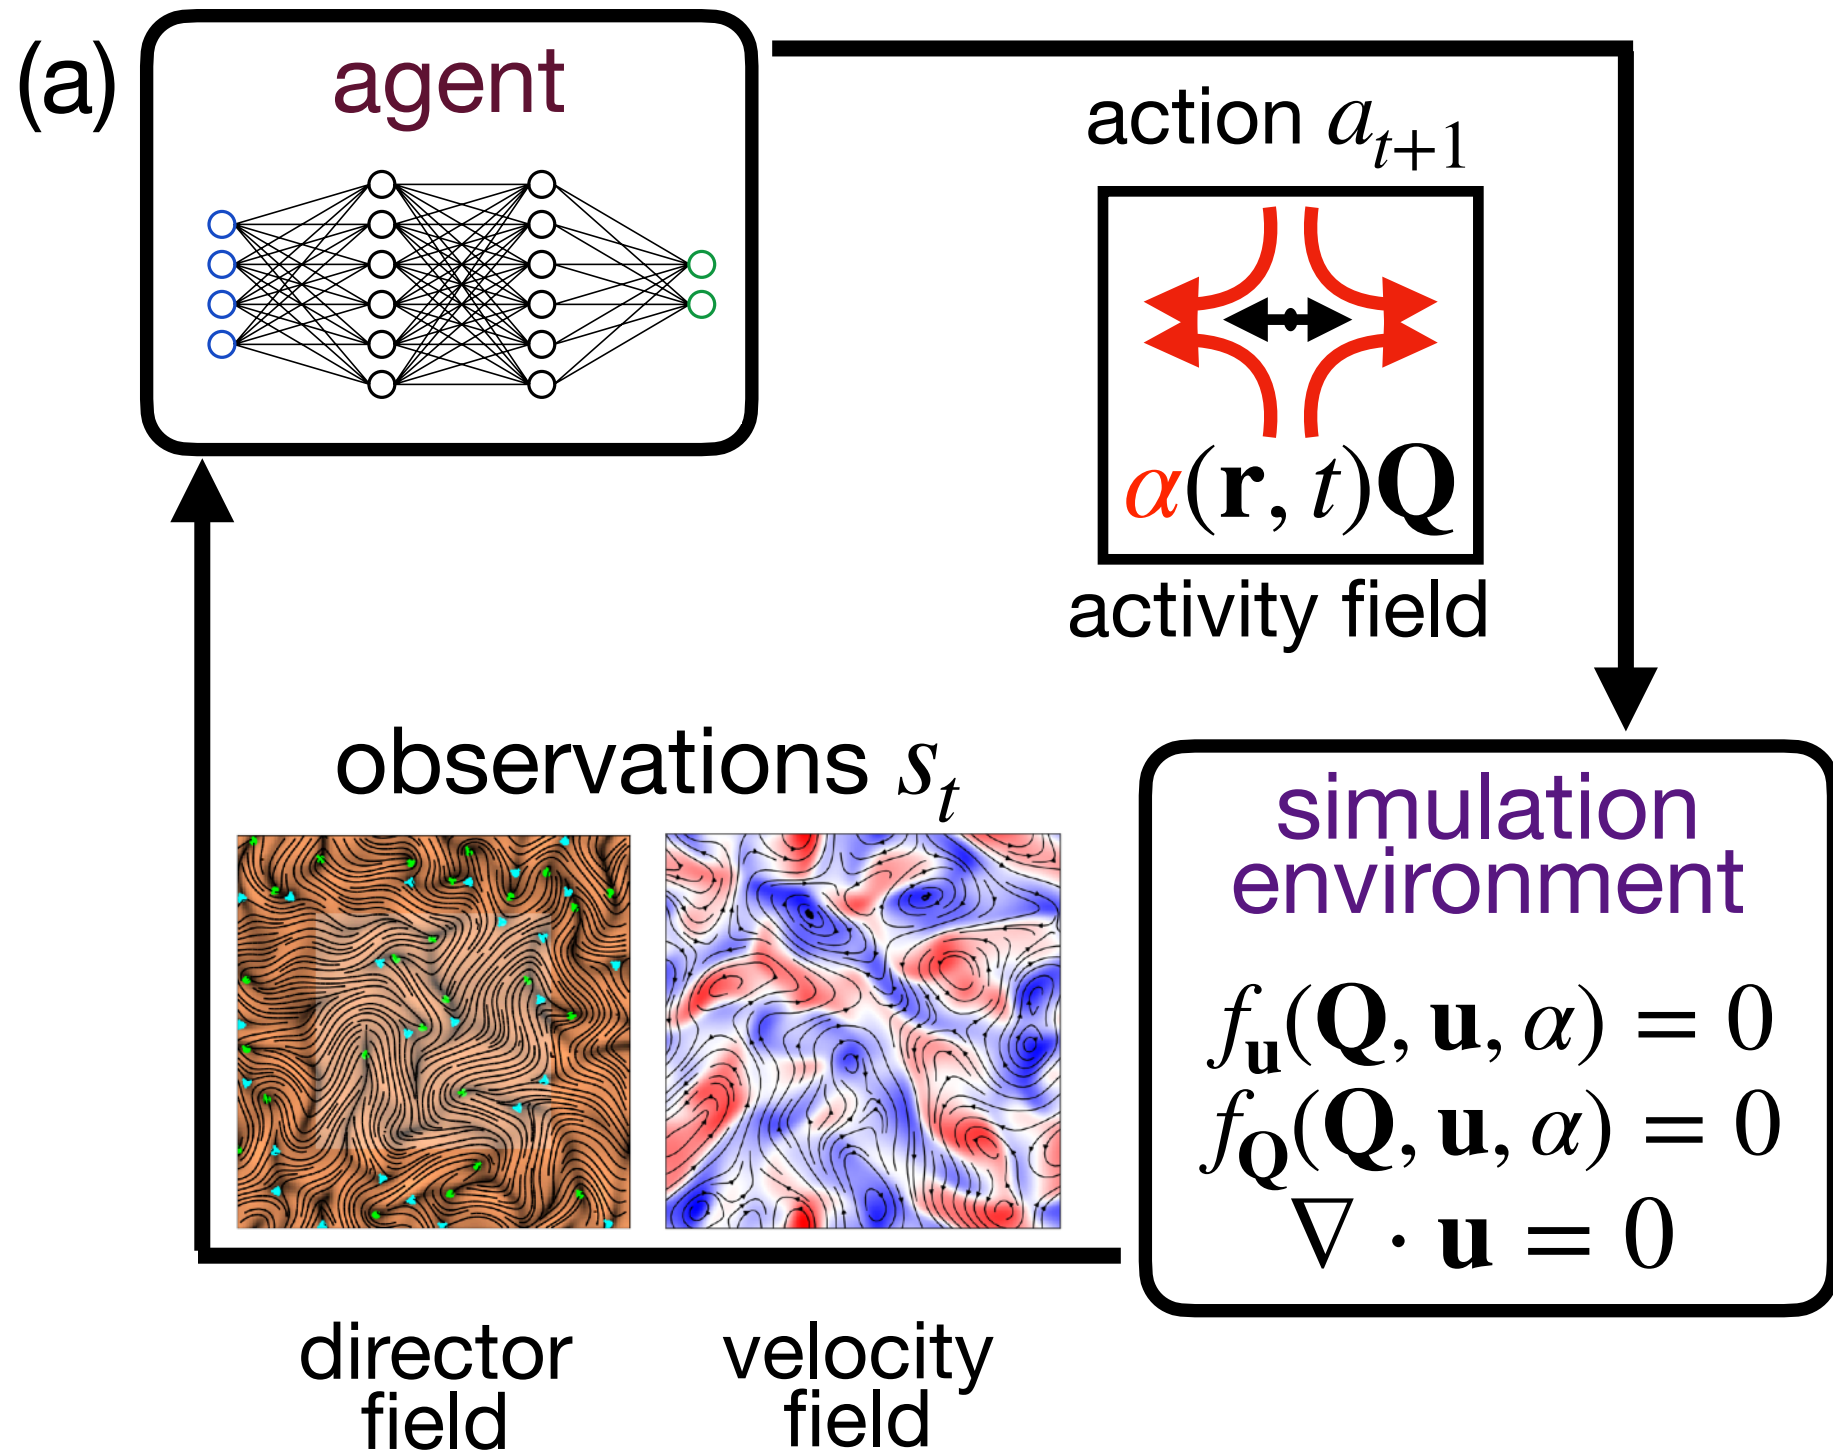 (a)
agent
action a_{t+1}
α(r, t)Q
activity field
observations s_t
simulation
environment
f_u(Q, u, α) = 0
f_Q(Q, u, α) = 0
∇ · u = 0
director
field
velocity
field